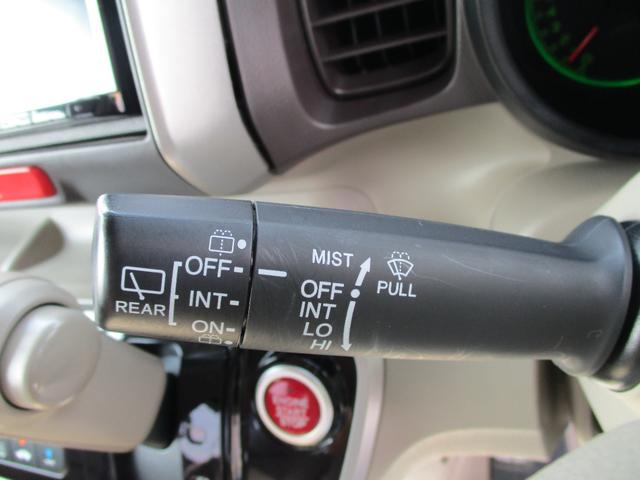 OFF
INT
ON
REAR
MIST
OFF
INT
LO
HI
PULL
ENGINE
START
STOP